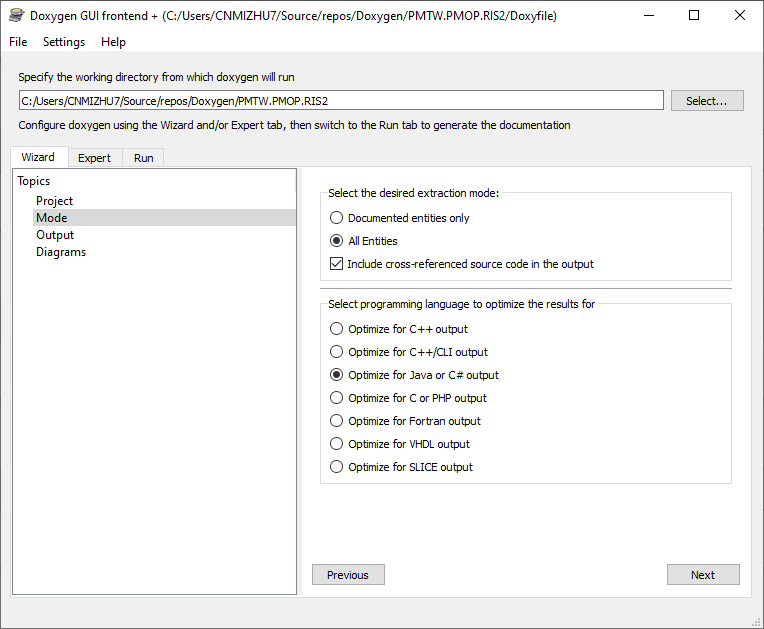 Doxygen GUI frontend + (C:/Users/CNMIZHU7/Source/repos/Doxygen/PMTW.PMOP.RIS2/Doxyfile)
File Settings Help
Specify the working directory from which doxygen will run
C:/Users/CNMIZHU7/Source/repos/Doxygen/PMTW.PMOP.RIS2
Select...
Configure doxygen using the Wizard and/or Expert tab, then switch to the Run tab to generate the documentation
Wizard Expert Run
Topics
Project
Mode
Output
Diagrams
Select the desired extraction mode:
Documented entities only
All Entities
Include cross-referenced source code in the output
Select programming language to optimize the results for
Optimize for C++ output
Optimize for C++/CLI output
Optimize for Java or C# output
Optimize for C or PHP output
Optimize for Fortran output
Optimize for VHDL output
Optimize for SLICE output
Previous
Next